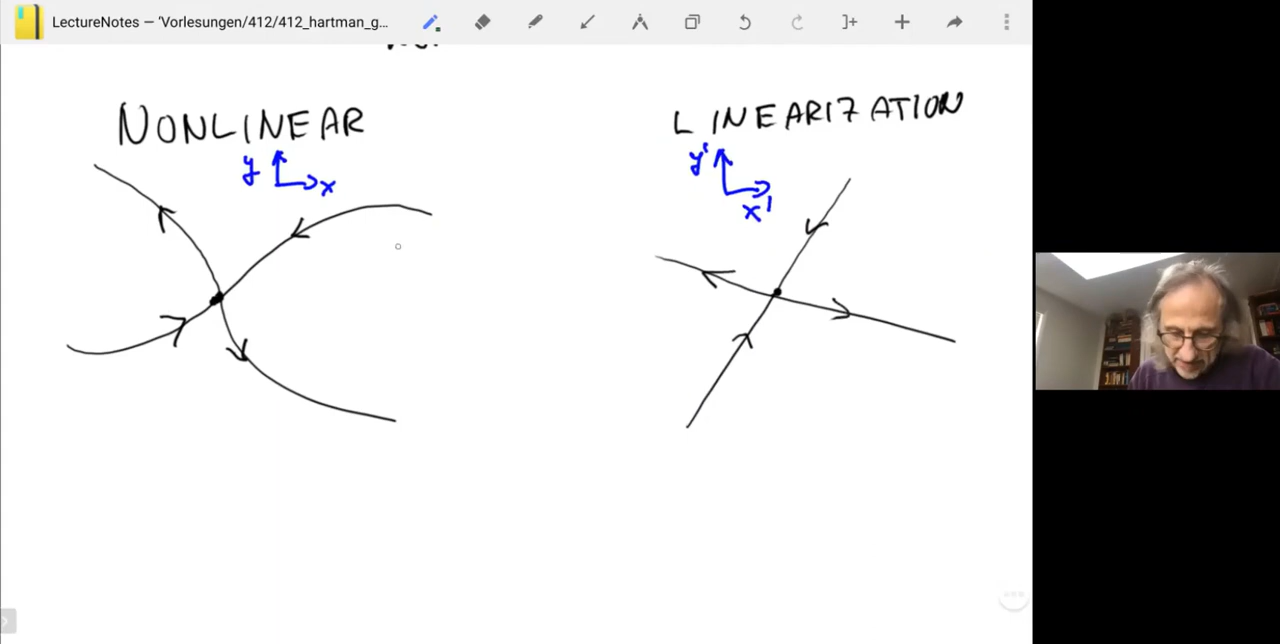 LectureNotes — ‘Vorlesungen/412/412_hartman_g...
NONLINEAR
LINEARIZATION
y x
y' x'